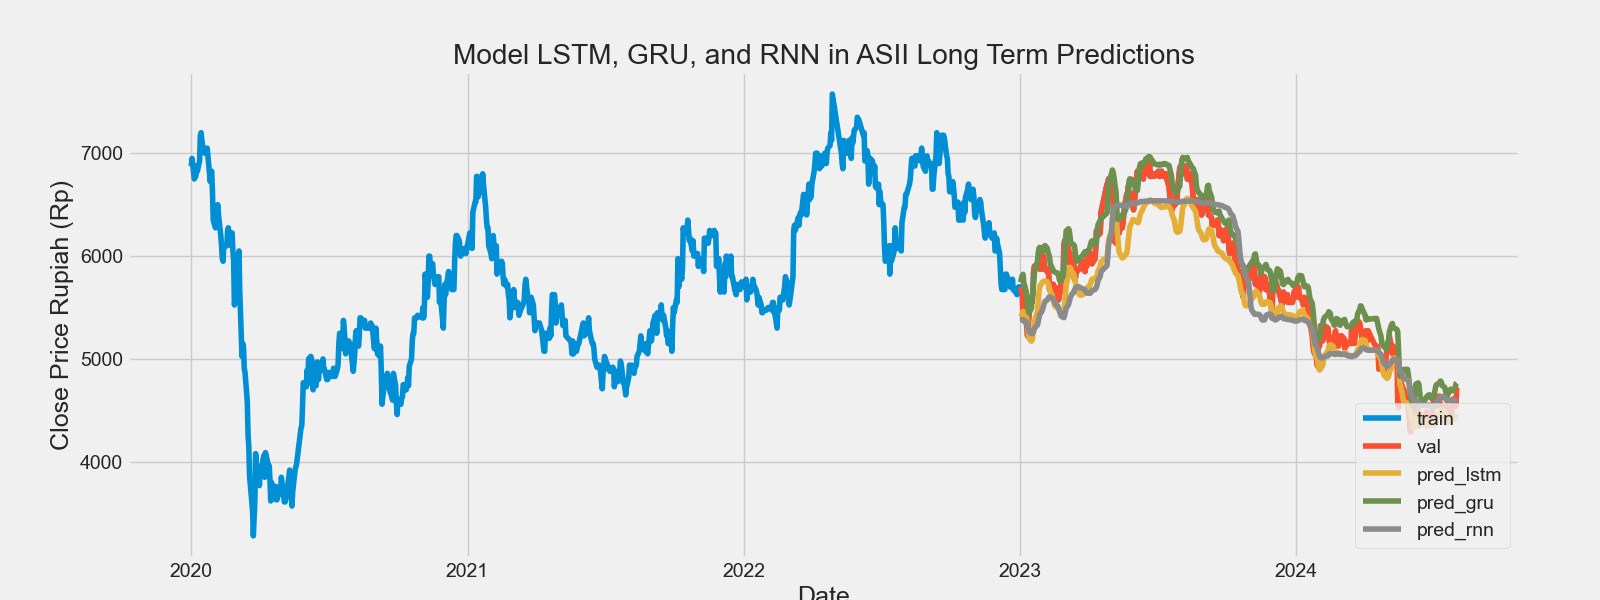 Model LSTM, GRU, and RNN in ASII Long Term Predictions
Close Price Rupiah (Rp)
7000
6000
5000
4000
2020
2021
2022
2023
2024
Date
train
val
pred_lstm
pred_gru
pred_rnn